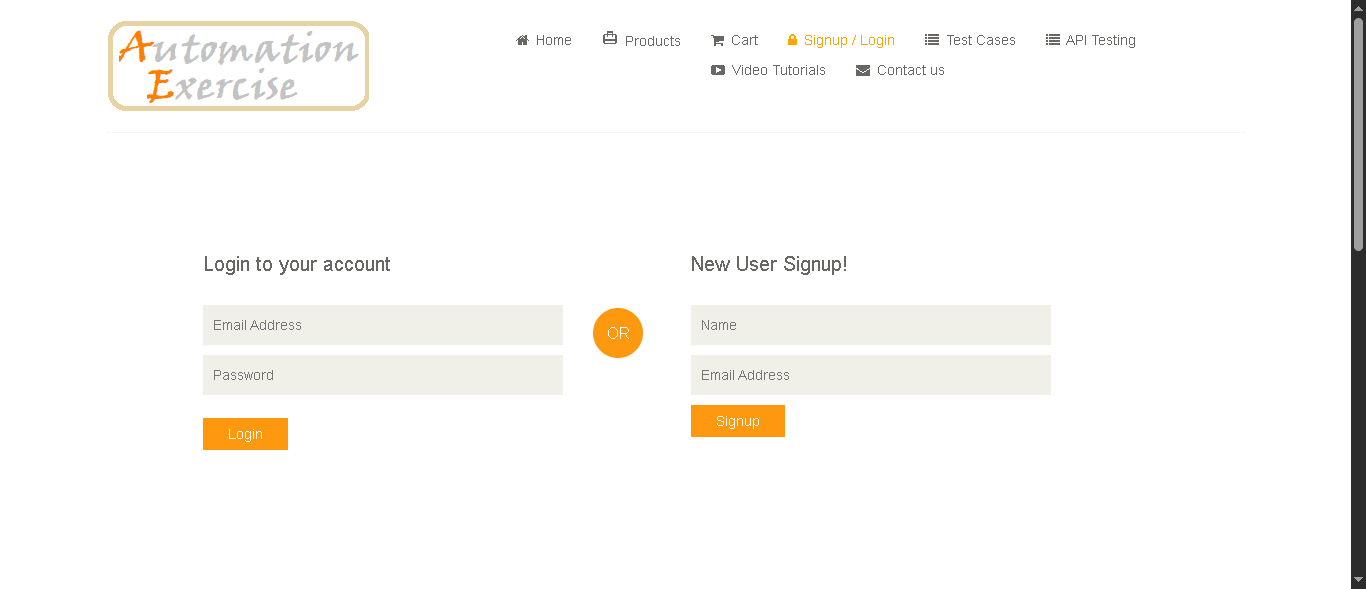 Automation
Exercise
Home Products Cart Signup / Login Test Cases API Testing
Video Tutorials Contact us
Login to your account
Email Address
Password
Login
OR
New User Signup!
Name
Email Address
Signup